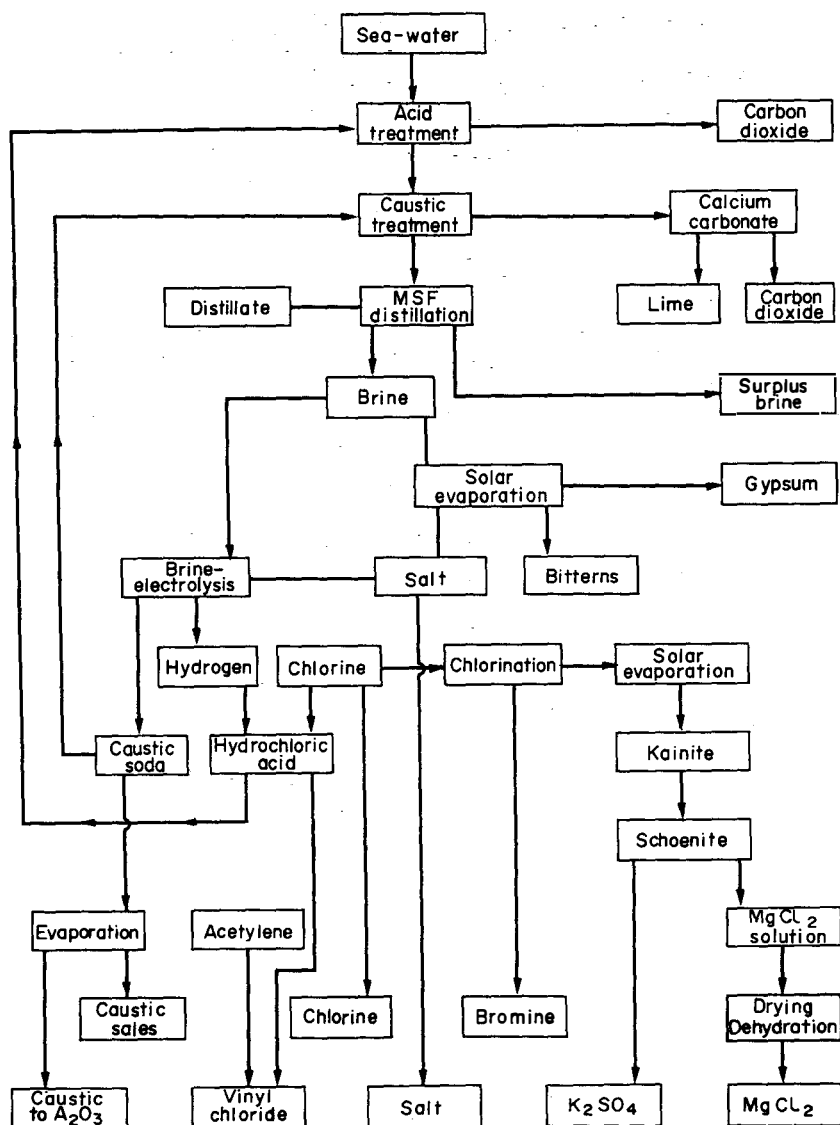 Sea-water
Acid
treatment
Carbon
dioxide
Caustic
treatment
Calcium
carbonate
Distillate
MSF
distillation
Lime
Carbon
dioxide
Brine
Surplus
brine
Solar
evaporation
Gypsum
Brine-
electrolysis
Salt
Bitterns
Hydrogen
Chlorine
Chlorination
Solar
evaporation
Caustic
soda
Hydrochloric
acid
Kainite
Schoenite
Evaporation
Acetylene
MgCl2
solution
Caustic
sales
Chlorine
Bromine
Drying
Dehydration
Caustic
to A2O3
Vinyl
chloride
Salt
K2SO4
MgCl2